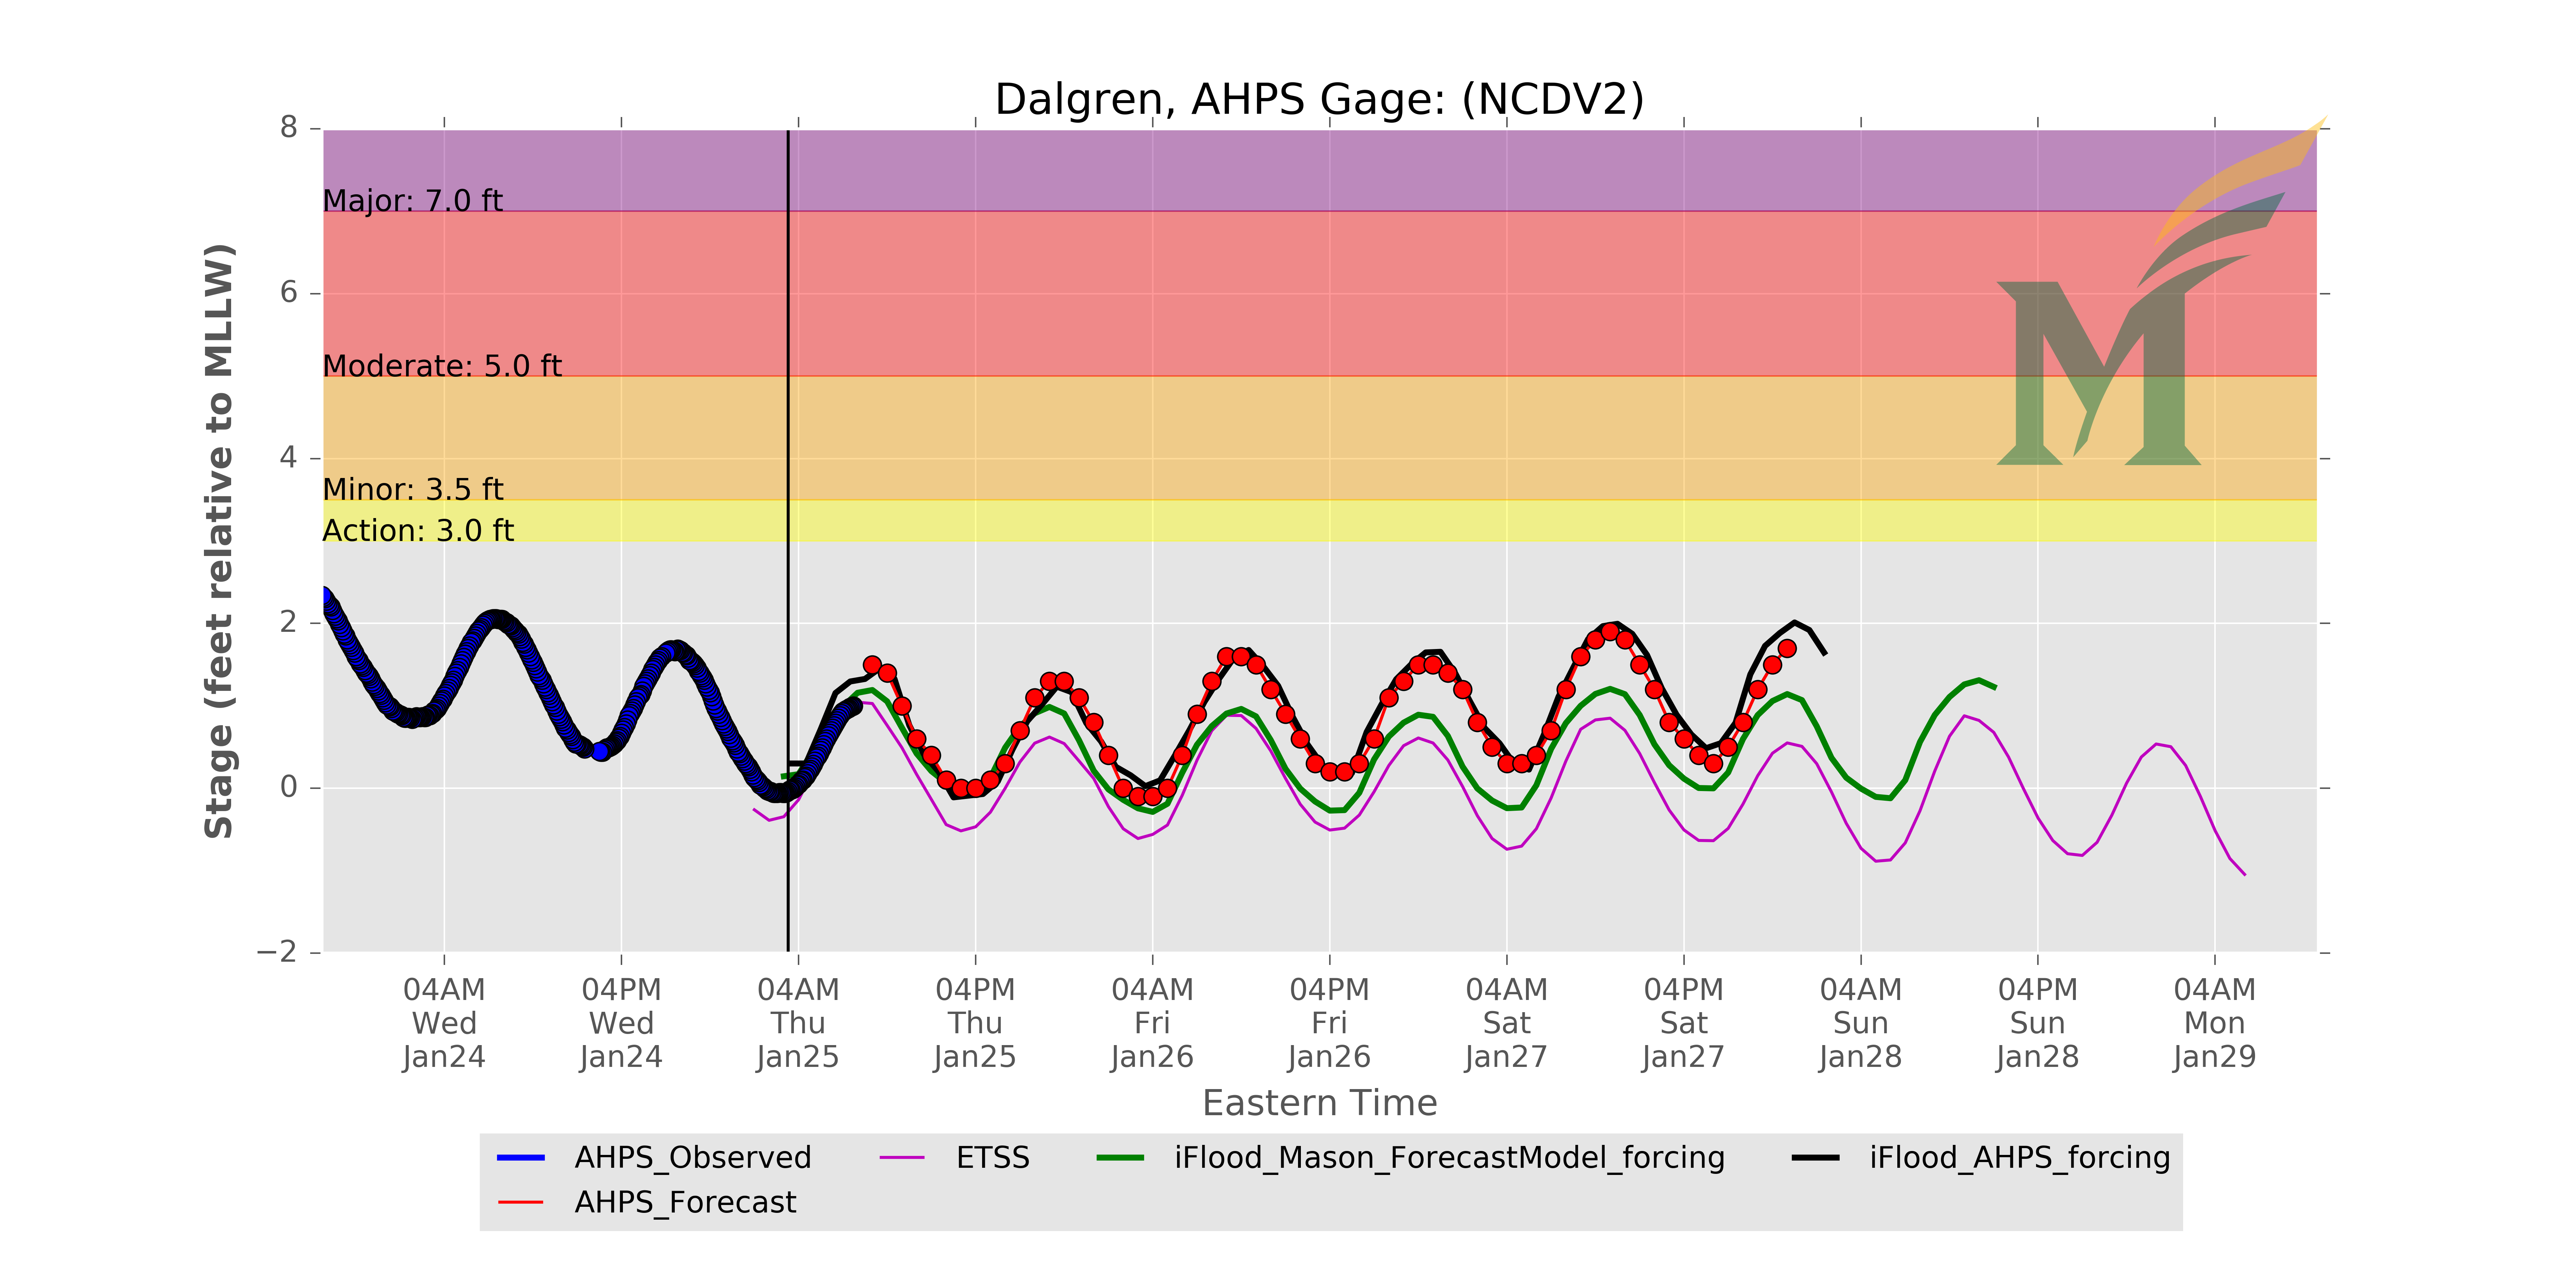 Dalgren, AHPS Gage: (NCDV2)
8
Major: 7.0 ft
6
Moderate: 5.0 ft
4
Minor: 3.5 ft
Action: 3.0 ft
2
0
−2
Stage (feet relative to MLLW)
04AM 04PM 04AM 04PM 04AM 04PM 04AM 04PM 04AM 04PM 04AM
Wed Wed Thu Thu Fri Fri Sat Sat Sun Sun Mon
Jan24 Jan24 Jan25 Jan25 Jan26 Jan26 Jan27 Jan27 Jan28 Jan28 Jan29
Eastern Time
AHPS_Observed ETSS iFlood_Mason_ForecastModel_forcing iFlood_AHPS_forcing
AHPS_Forecast
M